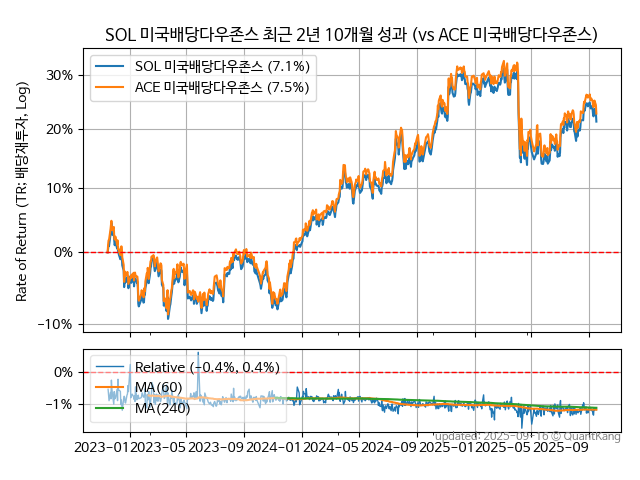 SOL 미국배당다우존스 최근 2년 10개월 성과 (vs ACE 미국배당다우존스)
Rate of Return (TR: 배당재투자, Log)
30%
20%
10%
0%
−10%
SOL 미국배당다우존스 (7.1%)
ACE 미국배당다우존스 (7.5%)
0%
−1%
Relative (−0.4%, 0.4%)
MA(60)
MA(240)
2023−01
2023−05
2023−09
2024−01
2024−05
2024−09
2025−01
2025−05
2025−09
updated: 2025-09-16 © QuantKang